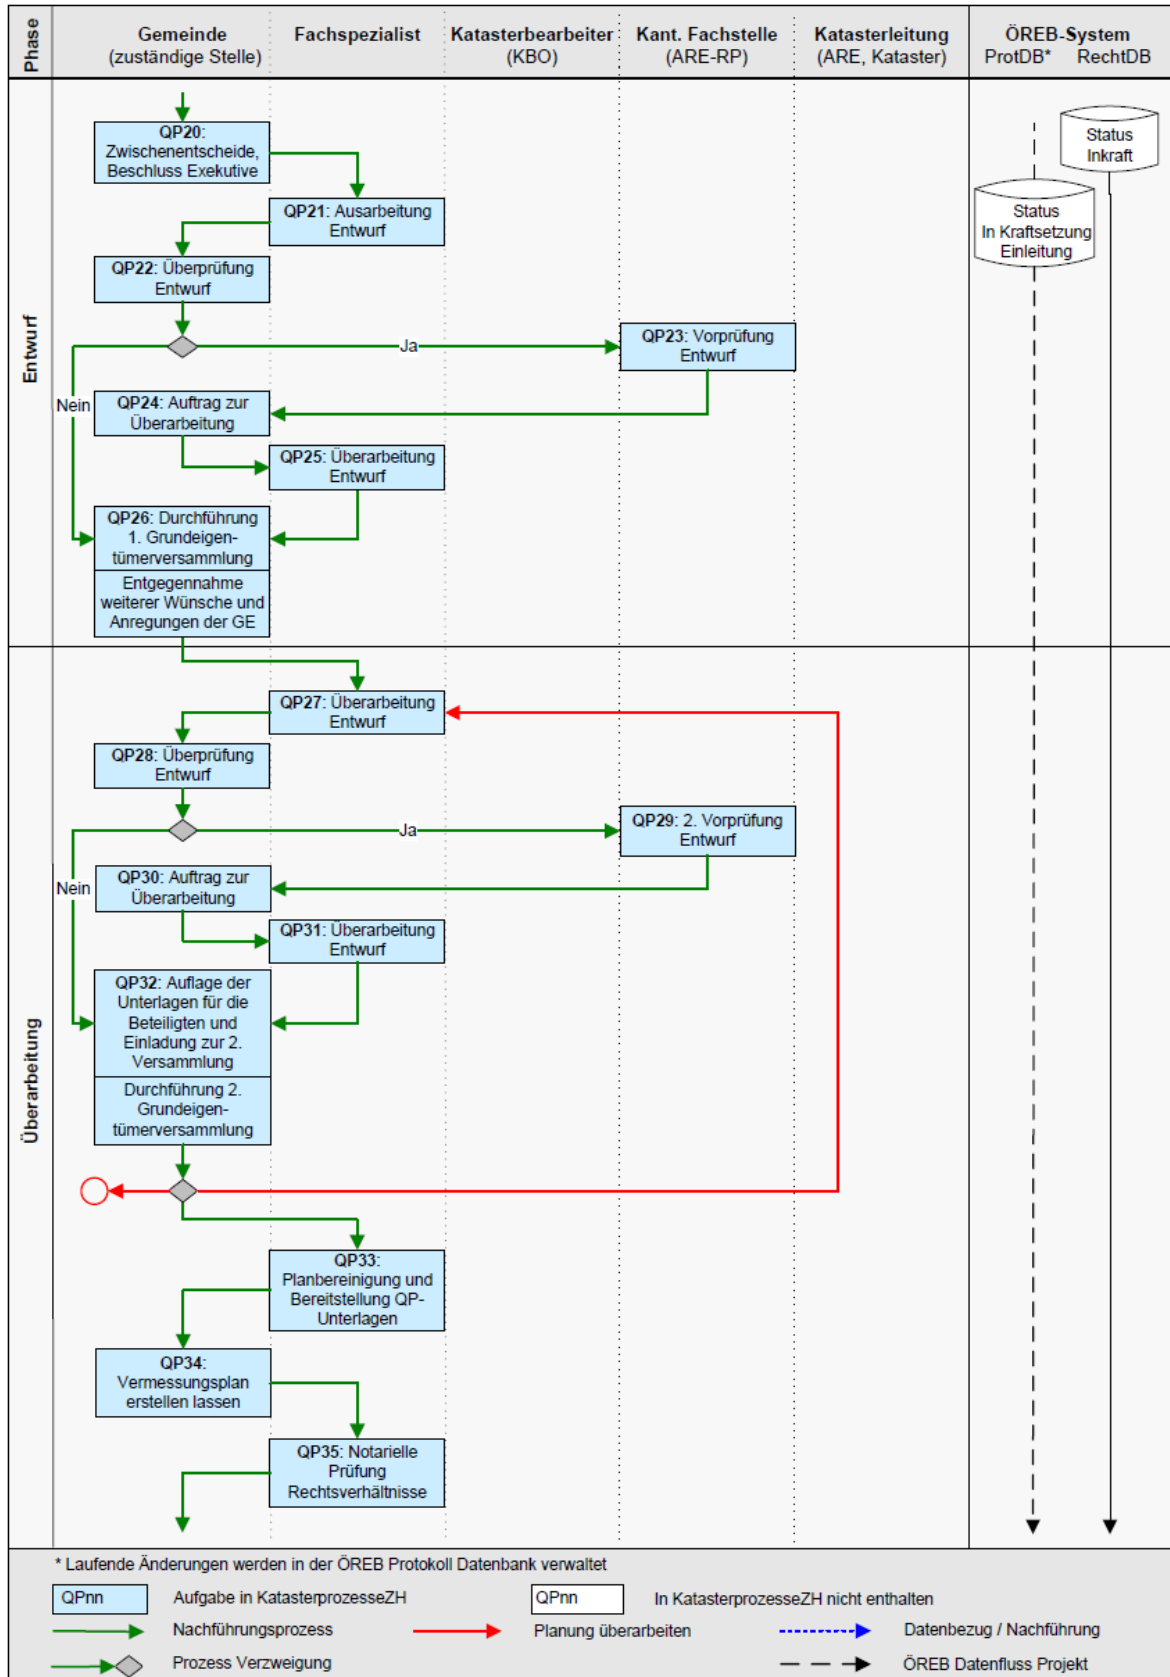 Phase
Gemeinde
(zuständige Stelle)
Fachspezialist
Katasterbearbeiter
(KBO)
Kant. Fachstelle
(ARE-RP)
Katasterleitung
(ARE, Kataster)
ÖREB-System
ProtDB* RechtDB
Entwurf
QP20:
Zwischenentscheide,
Beschluss Exekutive
Status
Inkraft
QP21: Ausarbeitung
Entwurf
Status
In Kraftsetzung
Einleitung
QP22: Überprüfung
Entwurf
Ja
QP23: Vorprüfung
Entwurf
Nein
QP24: Auftrag zur
Überarbeitung
QP25: Überarbeitung
Entwurf
QP26: Durchführung
1. Grundeigen-
tümerversammlung
Entgegennahme
weiterer Wünsche und
Anregungen der GE
Überarbeitung
QP27: Überarbeitung
Entwurf
QP28: Überprüfung
Entwurf
Ja
QP29: 2. Vorprüfung
Entwurf
Nein
QP30: Auftrag zur
Überarbeitung
QP31: Überarbeitung
Entwurf
QP32: Auflage der
Unterlagen für die
Beteiligten und
Einladung zur 2.
Versammlung
Durchführung 2.
Grundeigen-
tümerversammlung
QP33:
Planbereinigung und
Bereitstellung QP-
Unterlagen
QP34:
Vermessungsplan
erstellen lassen
QP35: Notarielle
Prüfung
Rechtsverhältnisse
* Laufende Änderungen werden in der ÖREB Protokoll Datenbank verwaltet
QPnn Aufgabe in KatasterprozesseZH
QPnn In KatasterprozesseZH nicht enthalten
Nachführungsprozess
Planung überarbeiten
Datenbezug / Nachführung
Prozess Verzweigung
ÖREB Datenfluss Projekt